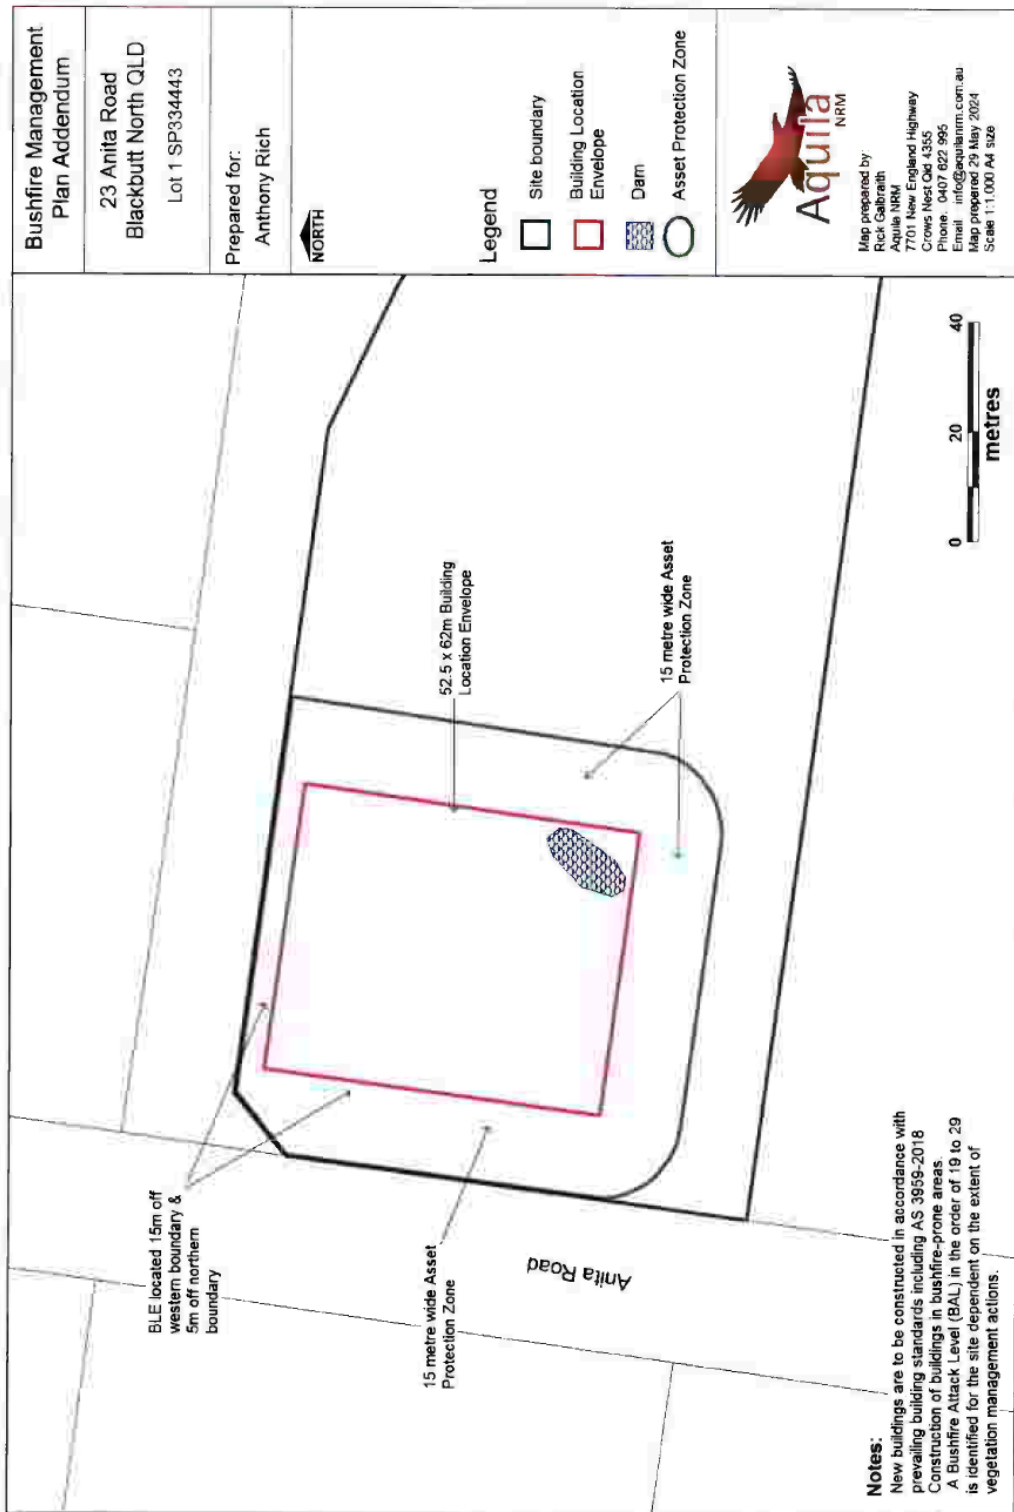 Bushfire Management
Plan Addendum
23 Anita Road
Blackbutt North QLD
Lot 1 SP334443
Prepared for:
Anthony Rich
NORTH
Legend
Site boundary
Building Location
Envelope
Dam
Asset Protection Zone
Aquila
NRM
Map prepared by
Rick Galbraith
Aquila NRM
7701 New England Highway
Crows Nest Qld 4355
Phone. 0407 622 995
Email info@aquilanrm.com.au
Map prepared 29 May 2024
Scale 1:1,000 A4 size
BLE located 15m off
western boundary &
5m off northern
boundary
52.5 x 62m Building
Location Envelope
15 metre wide Asset
Protection Zone
15 metre wide Asset
Protection Zone
Anita Road
0 20 40
metres
Notes:
New buildings are to be constructed in accordance with
prevailing building standards including AS 3959-2018
Construction of buildings in bushfire-prone areas.
A Bushfire Attack Level (BAL) in the order of 19 to 29
is identified for the site dependent on the extent of
vegetation management actions.